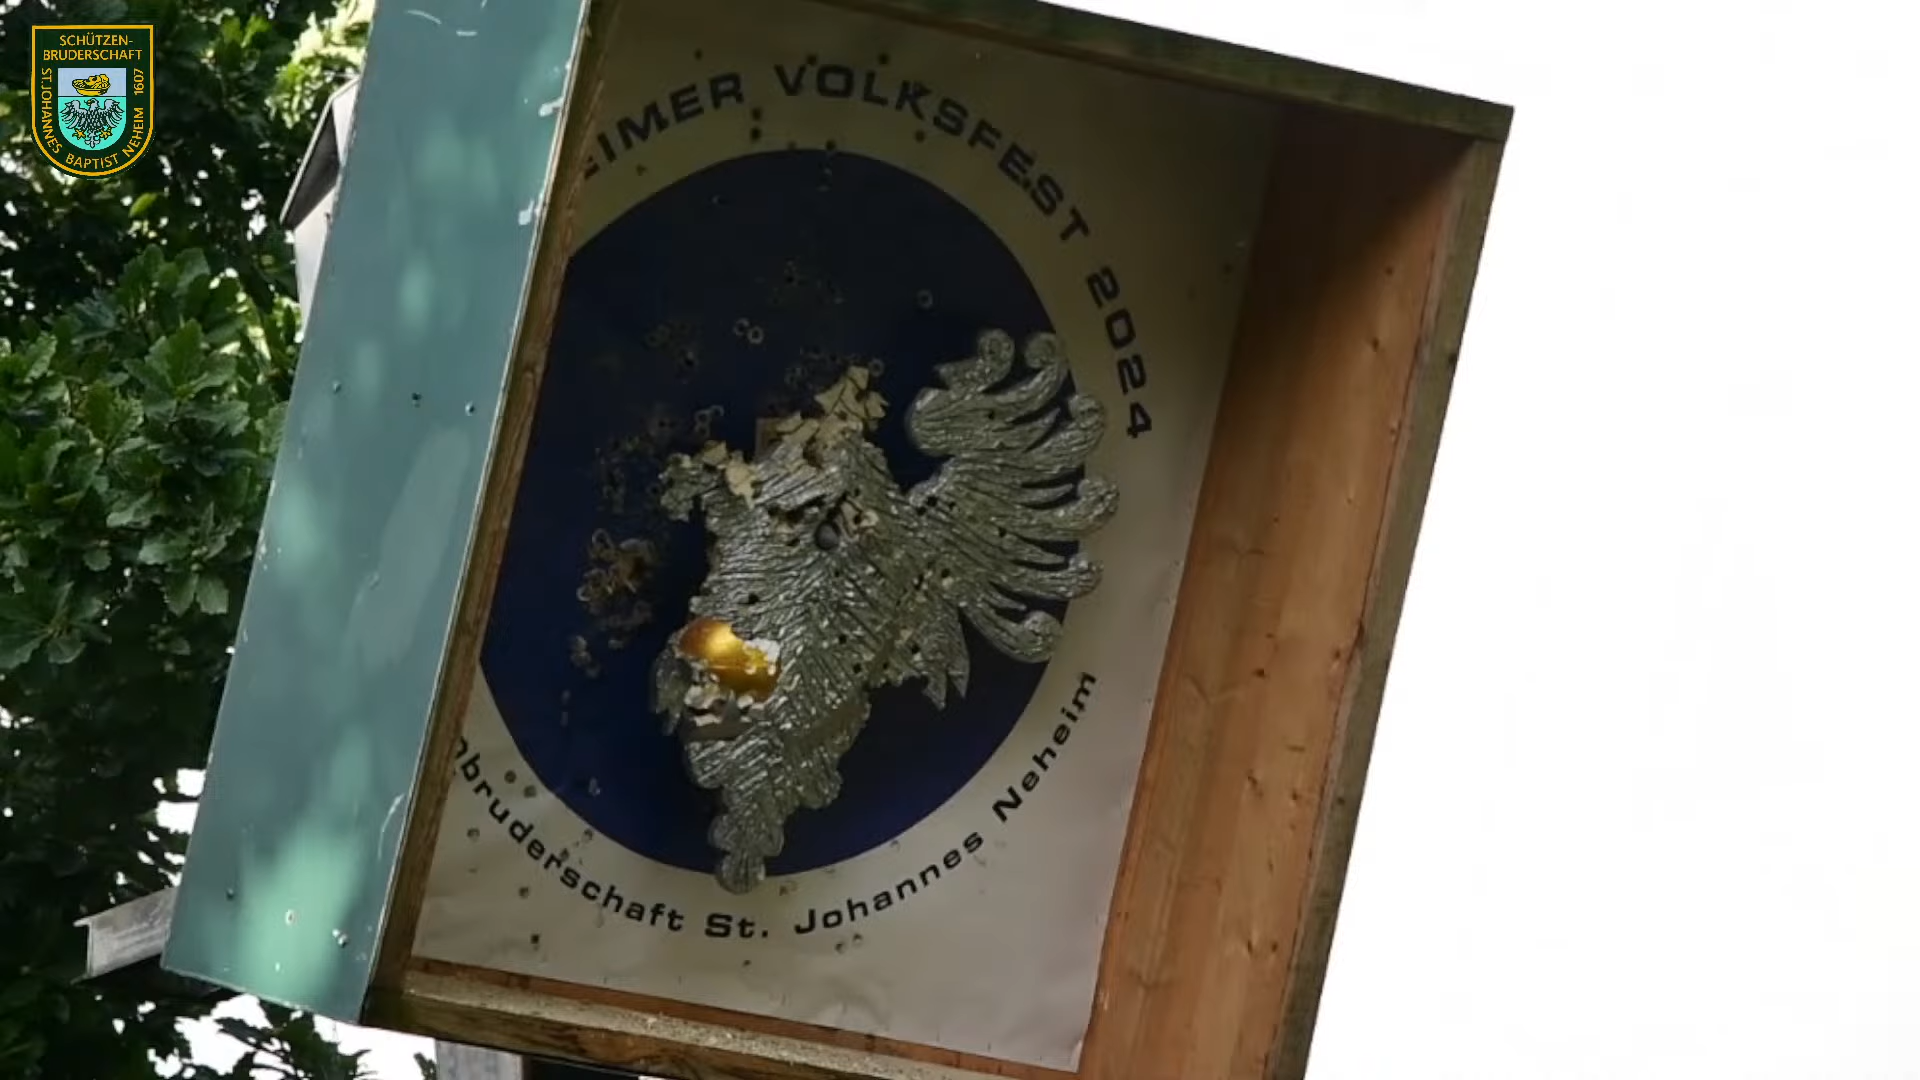 SCHÜTZEN-
BRUDERSCHAFT
ST.JOHANNES BAPTIST NEHEIM 1607
EIMER VOLKSFEST 2024
bruderschaft St. Johannes Neheim